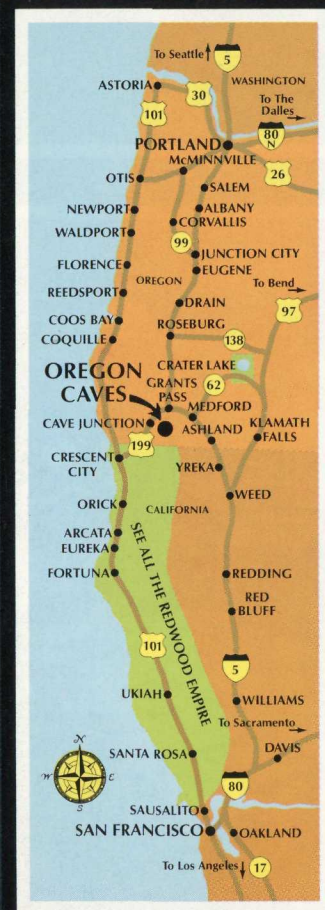 To Seattle
5
WASHINGTON
ASTORIA
30
To The
Dalles
101
80
N
PORTLAND
McMINNVILLE
26
OTIS
SALEM
NEWPORT
ALBANY
CORVALLIS
WALDPORT
99
JUNCTION CITY
FLORENCE
EUGENE
OREGON
To Bend
REEDSPORT
97
DRAIN
COOS BAY
ROSEBURG
COQUILLE
138
CRATER LAKE
OREGON
CAVES
62
GRANTS
PASS
MEDFORD
CAVE JUNCTION
ASHLAND
KLAMATH
FALLS
199
CRESCENT
CITY
YREKA
WEED
ORICK
CALIFORNIA
ARCATA
EUREKA
SEE ALL THE REDWOOD EMPIRE
FORTUNA
REDDING
RED
BLUFF
101
5
UKIAH
WILLIAMS
To Sacramento
DAVIS
SANTA ROSA
N
W
E
S
80
SAUSALITO
SAN FRANCISCO
OAKLAND
To Los Angeles
17